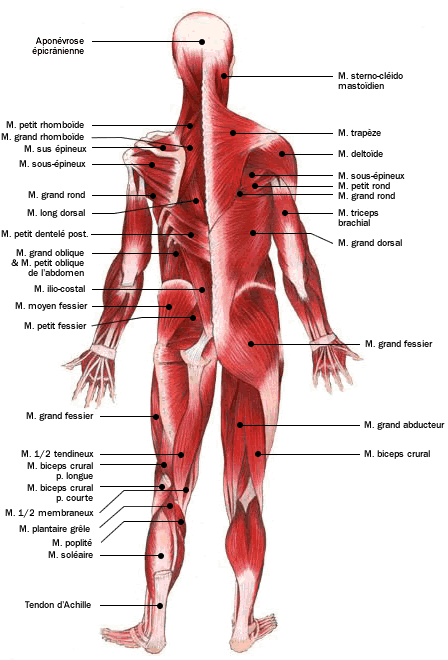 Aponévrose
épicrânienne
M. petit rhomboïde
M. grand rhomboïde
M. sus épineux
M. sous-épineux
M. grand rond
M. long dorsal
M. petit dentelé post.
M. grand oblique
& M. petit oblique
de l'abdomen
M. ilio-costal
M. moyen fessier
M. petit fessier
M. grand fessier
M. 1/2 tendineux
M. biceps crural
p. longue
M. biceps crural
p. courte
M. 1/2 membraneux
M. plantaire grêle
M. poplité
M. soléaire
Tendon d'Achille
M. sterno-cléido
mastoïdien
M. trapèze
M. deltoïde
M. sous-épineux
M. petit rond
M. grand rond
M. triceps
brachial
M. grand dorsal
M. grand fessier
M. grand abducteur
M. biceps crural